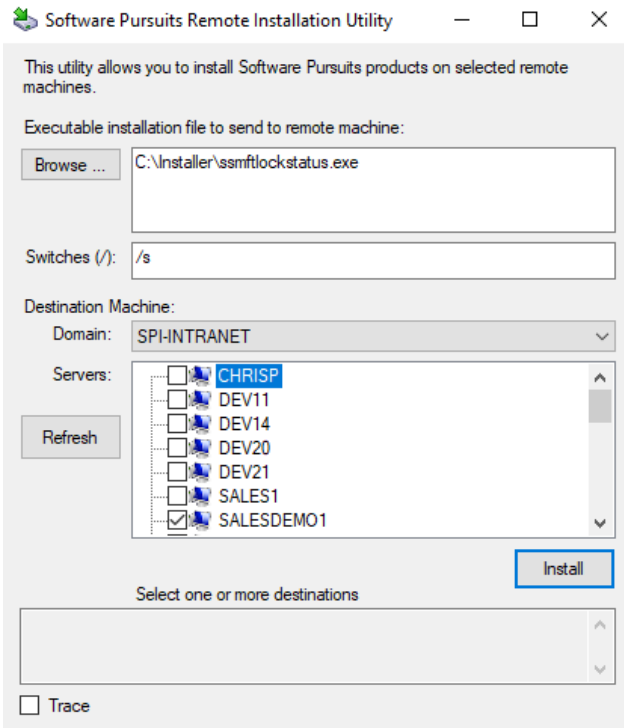 Software Pursuits Remote Installation Utility
This utility allows you to install Software Pursuits products on selected remote
machines.
Executable installation file to send to remote machine:
Browse ...
C:\Installer\ssmftlockstatus.exe
Switches (/):
/s
Destination Machine:
Domain:
SPI-INTRANET
Servers:
CHRISP
DEV11
DEV14
Refresh
DEV20
DEV21
SALES1
SALESDEMO1
Install
Select one or more destinations
Trace